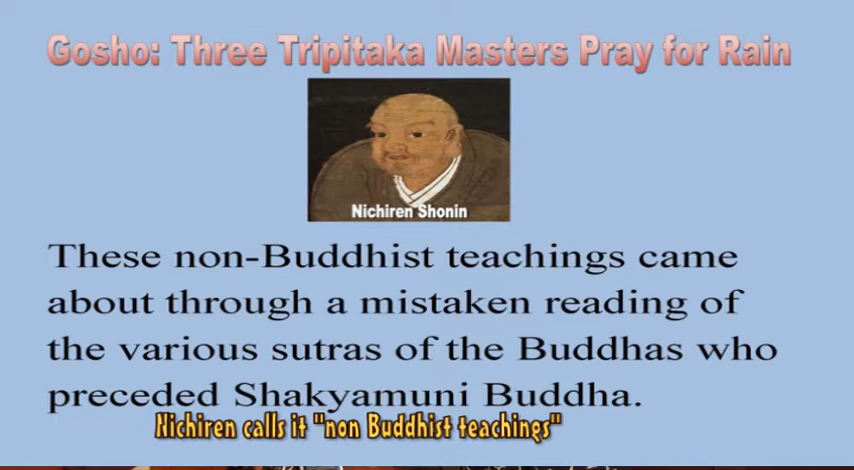 Gosho: Three Tripitaka Masters Pray for Rain
Nichiren Shonin
These non-Buddhist teachings came
about through a mistaken reading of
the various sutras of the Buddhas who
preceded Shakyamuni Buddha.
Nichiren calls it "non Buddhist teachings"